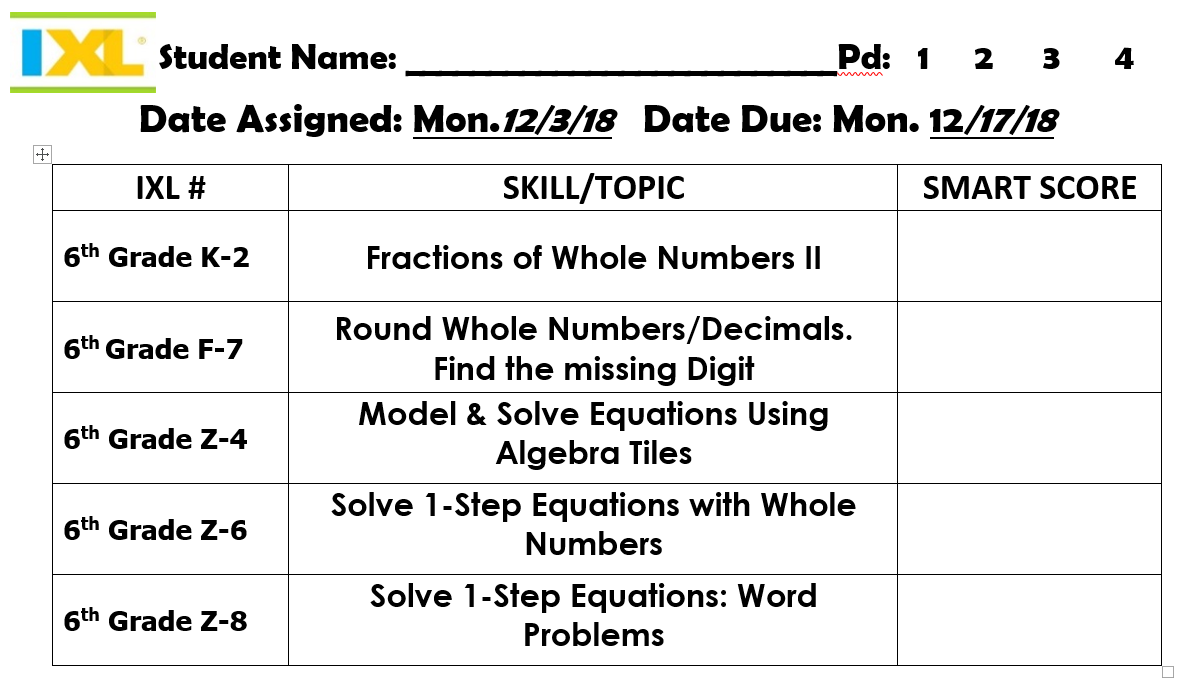 IXL® Student Name: ______________________Pd: 1 2 3 4
Date Assigned: Mon.12/3/18 Date Due: Mon. 12/17/18
IXL # SKILL/TOPIC SMART SCORE
6th Grade K-2 Fractions of Whole Numbers II
6th Grade F-7 Round Whole Numbers/Decimals.
Find the missing Digit
6th Grade Z-4 Model & Solve Equations Using
Algebra Tiles
6th Grade Z-6 Solve 1-Step Equations with Whole
Numbers
6th Grade Z-8 Solve 1-Step Equations: Word
Problems